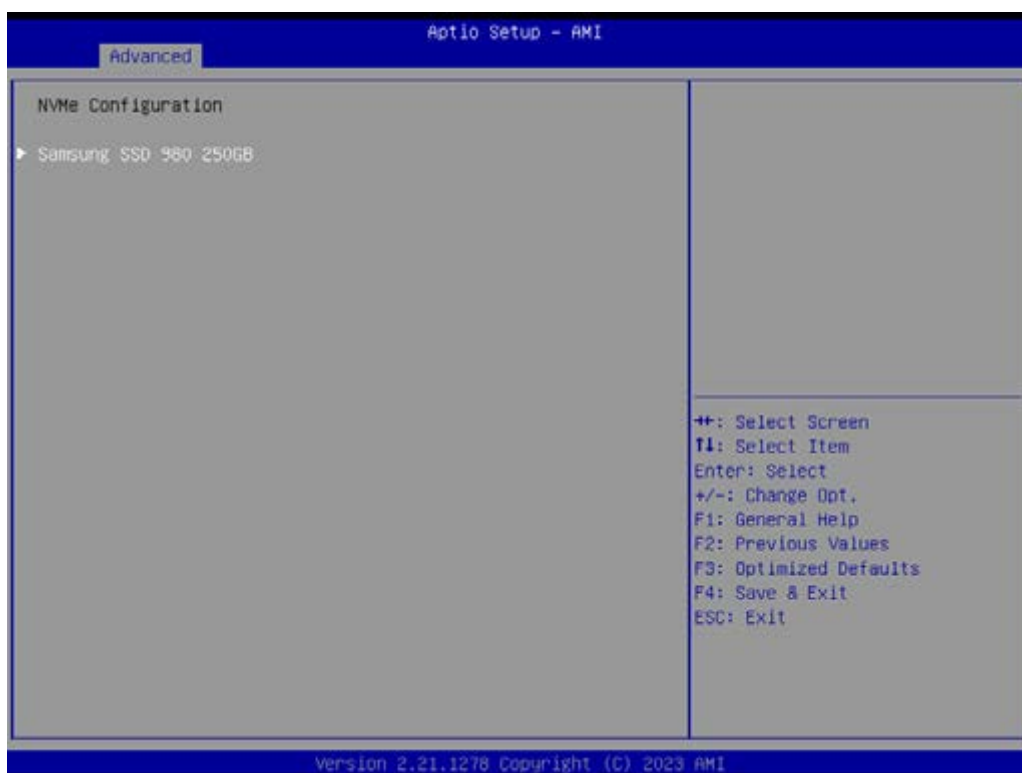 Aptio Setup - AMI
Advanced
NVMe Configuration
▶ Samsung SSD 980 250GB
→←: Select Screen
↑↓: Select Item
Enter: Select
+/-: Change Opt.
F1: General Help
F2: Previous Values
F3: Optimized Defaults
F4: Save & Exit
ESC: Exit
Version 2.21.1278 Copyright (C) 2023 AMI